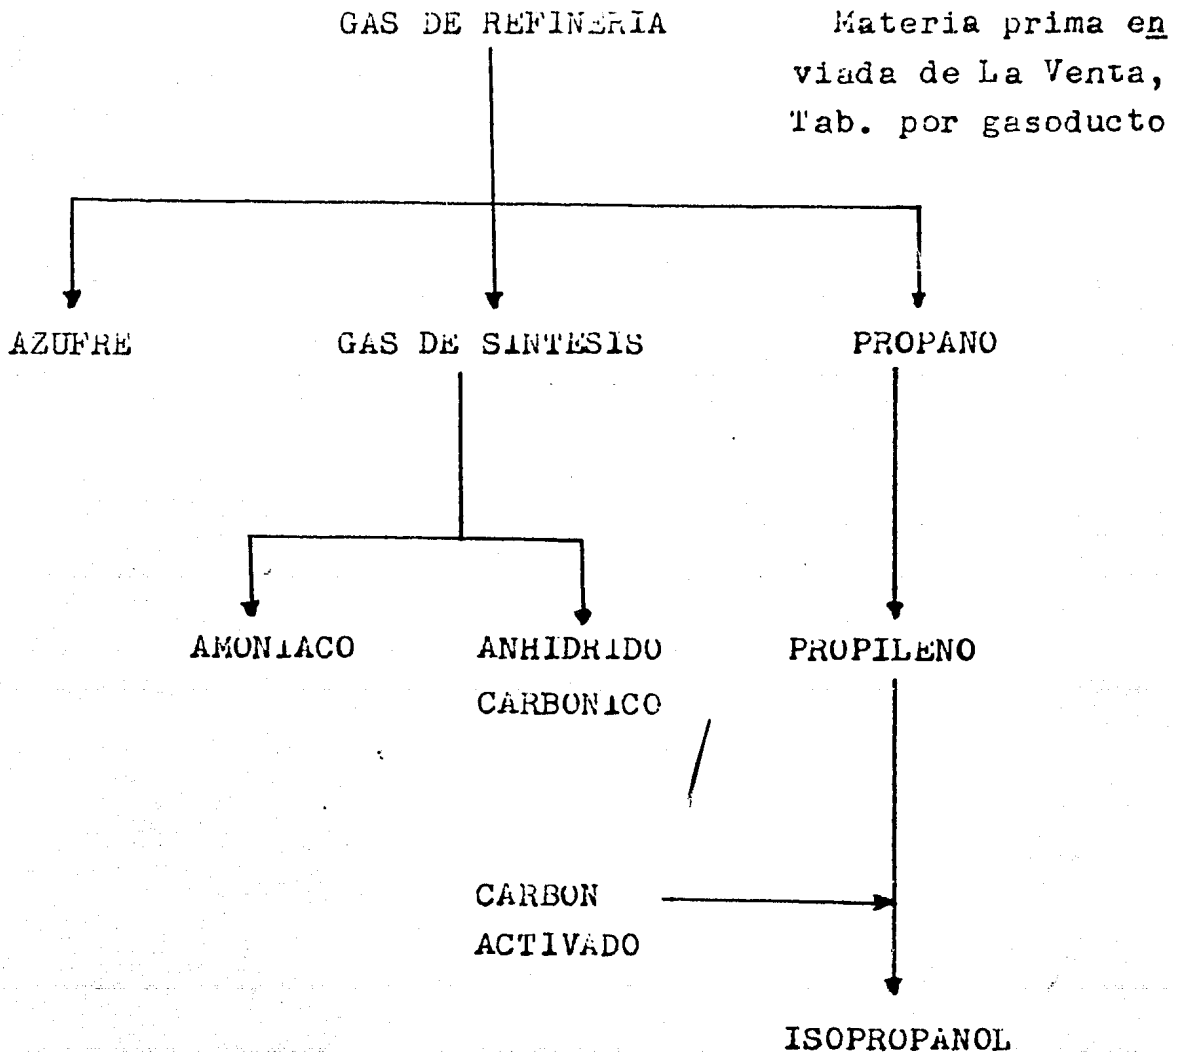 GAS DE REFINERIA
Materia prima en
viada de La Venta,
Tab. por gasoducto
AZUFRE
GAS DE SINTESIS
PROPANO
AMONIACO
ANHIDRIDO
CARBONICO
PROPILENO
CARBON
ACTIVADO
ISOPROPANOL